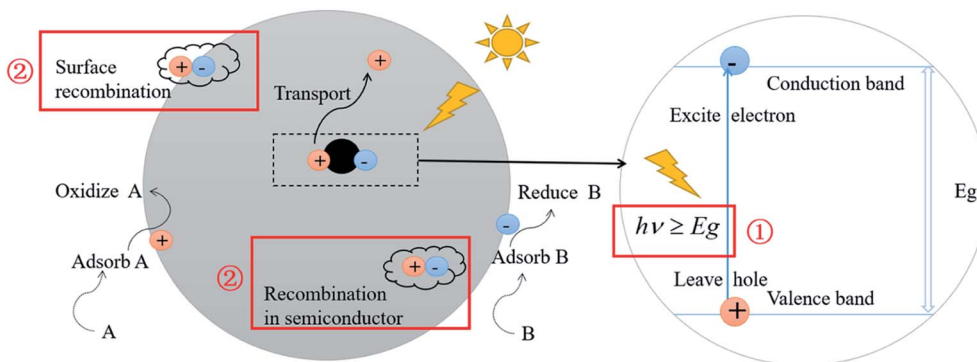 ②
Surface
recombination
+ -
+
Transport
+ -
Oxidize A
+
Adsorb A
A
②
+ -
Recombination
in semiconductor
-
Reduce B
Adsorb B
B
-
Conduction band
Excite electron
Eg
hν ≥ Eg
①
Leave hole
+
Valence band